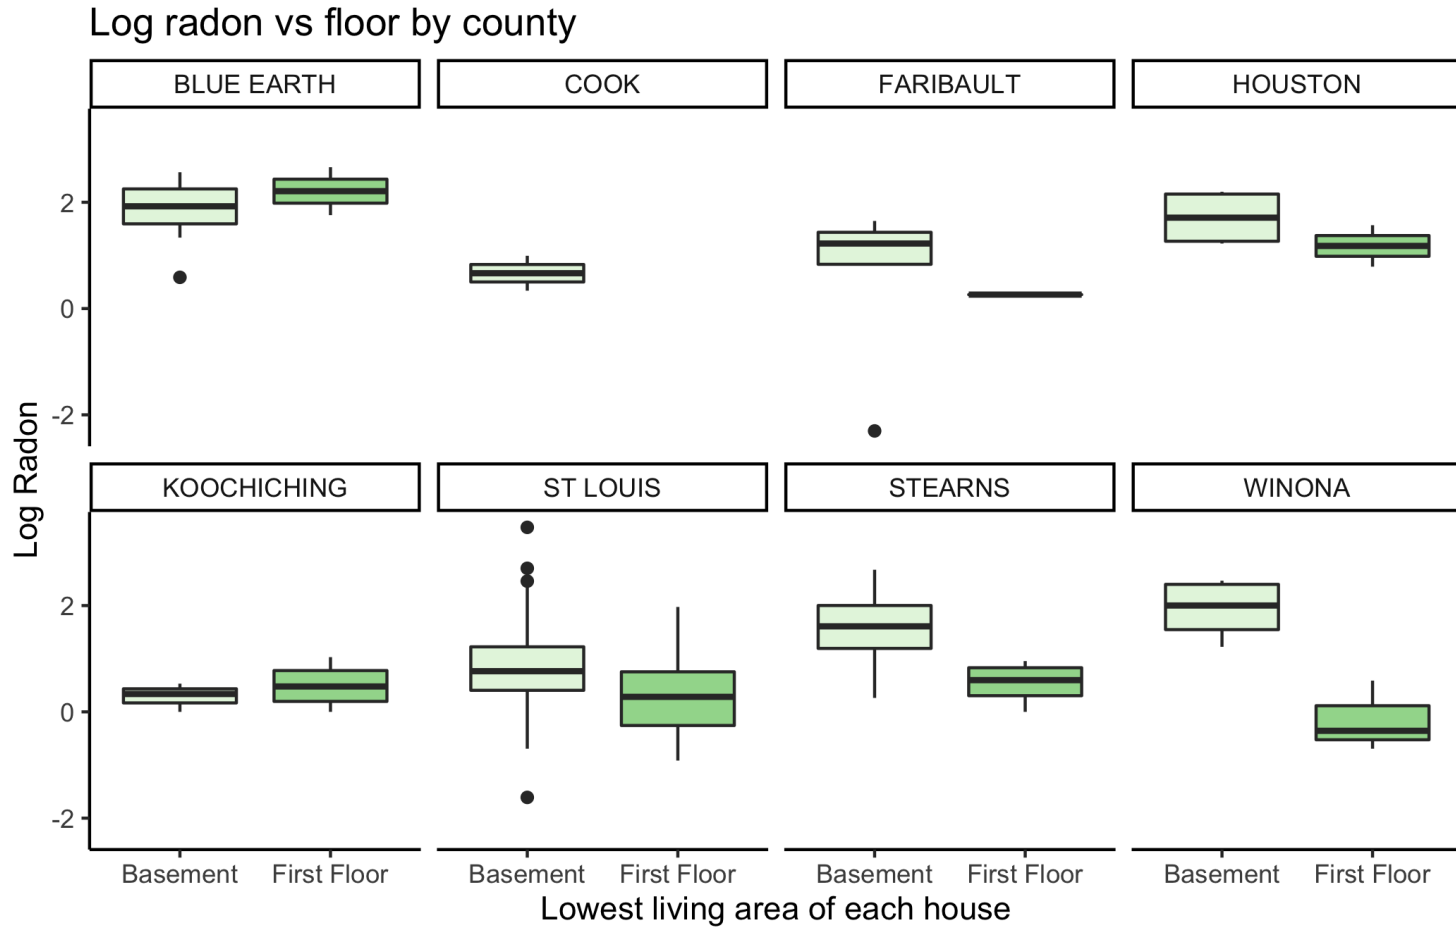 Log radon vs floor by county
BLUE EARTH
COOK
FARIBAULT
HOUSTON
2
0
-2
Log Radon
KOOCHICHING
ST LOUIS
STEARNS
WINONA
2
0
-2
Basement First Floor
Basement First Floor
Basement First Floor
Basement First Floor
Lowest living area of each house